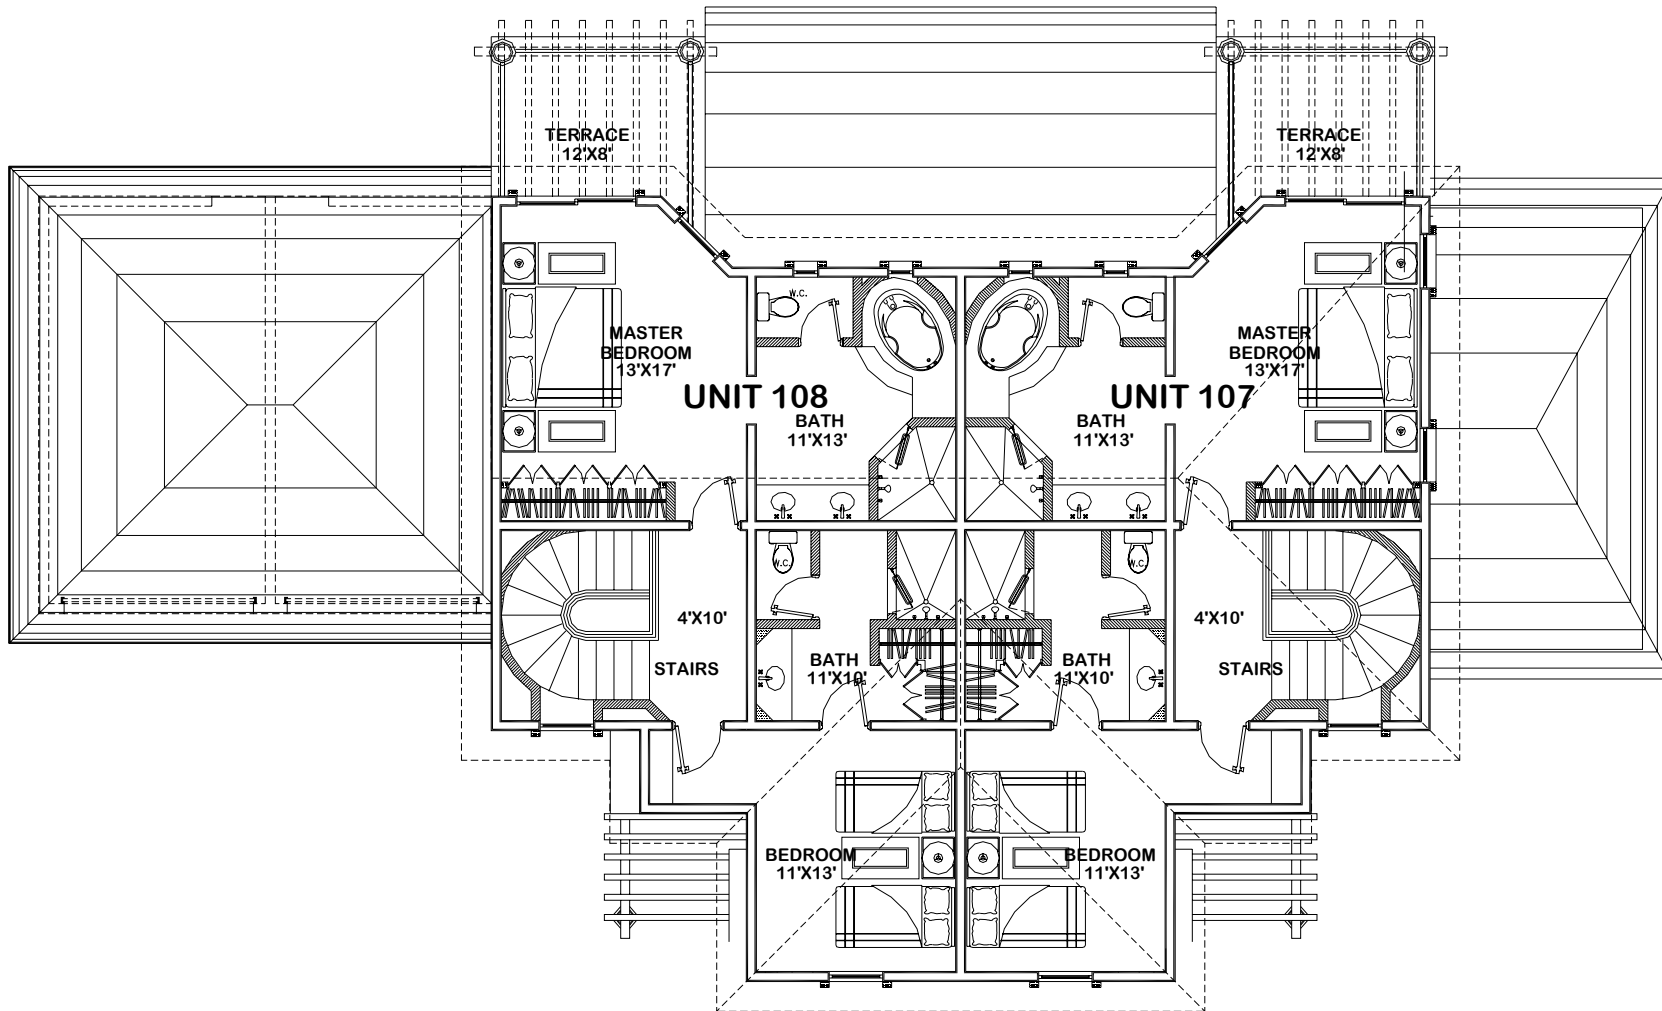 TERRACE
12'X8'
TERRACE
12'X8'
W.C.
MASTER
BEDROOM
13'X17'
MASTER
BEDROOM
13'X17'
UNIT 108
UNIT 107
BATH
11'X13'
BATH
11'X13'
W.C.
W.C.
4'X10'
4'X10'
STAIRS
BATH
11'X10'
BATH
11'X10'
STAIRS
BEDROOM
11'X13'
BEDROOM
11'X13'